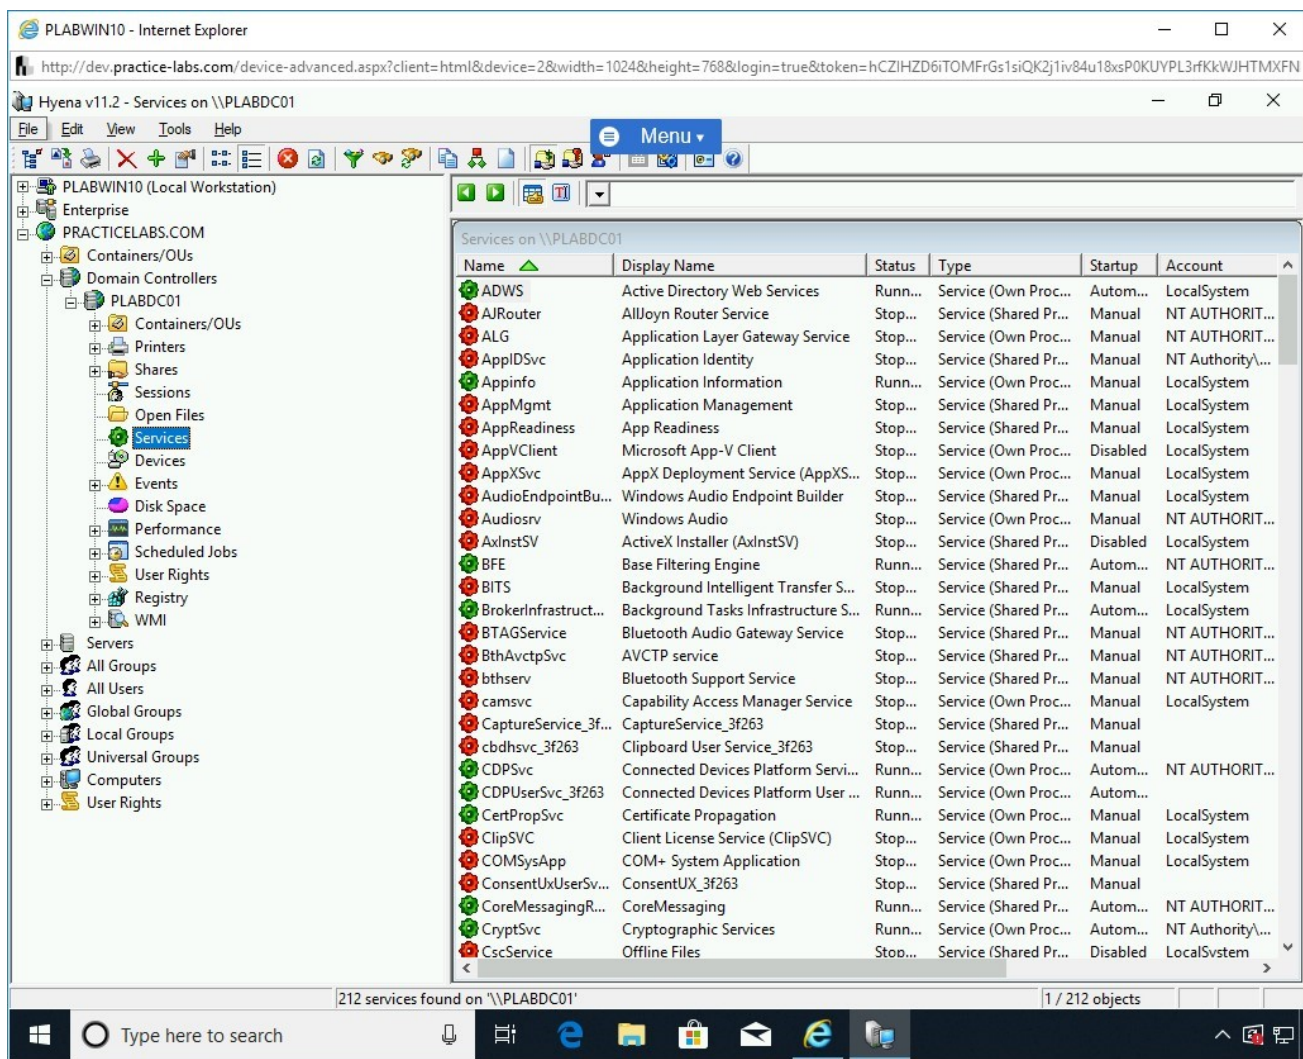 PLABWIN10 - Internet Explorer
http://dev.practice-labs.com/device-advanced.aspx?client=html&device=2&width=1024&height=768&login=true&token=hCZIHZD6iTOMFrGs1siQK2j1iv84u18xsP0KUYPL3rfKkWJHTMXFN
Hyena v11.2 - Services on \\PLABDC01
File Edit View Tools Help
Menu
PLABWIN10 (Local Workstation)
Enterprise
PRACTICELABS.COM
Containers/OUs
Domain Controllers
PLABDC01
Containers/OUs
Printers
Shares
Sessions
Open Files
Services
Devices
Events
Disk Space
Performance
Scheduled Jobs
User Rights
Registry
WMI
Servers
All Groups
All Users
Global Groups
Local Groups
Universal Groups
Computers
User Rights
Services on \\PLABDC01
Name Display Name Status Type Startup Account
ADWS Active Directory Web Services Runn... Service (Own Proc... Autom... LocalSystem
AJRouter AllJoyn Router Service Stop... Service (Shared Pr... Manual NT AUTHORIT...
ALG Application Layer Gateway Service Stop... Service (Own Proc... Manual NT AUTHORIT...
AppIDSvc Application Identity Stop... Service (Shared Pr... Manual NT Authority\...
Appinfo Application Information Runn... Service (Own Proc... Manual LocalSystem
AppMgmt Application Management Stop... Service (Shared Pr... Manual LocalSystem
AppReadiness App Readiness Stop... Service (Shared Pr... Manual LocalSystem
AppVClient Microsoft App-V Client Stop... Service (Own Proc... Disabled LocalSystem
AppXSvc AppX Deployment Service (AppXS... Stop... Service (Own Proc... Manual LocalSystem
AudioEndpointBu... Windows Audio Endpoint Builder Stop... Service (Shared Pr... Manual LocalSystem
Audiosrv Windows Audio Stop... Service (Own Proc... Manual NT AUTHORIT...
AxInstSV ActiveX Installer (AxInstSV) Stop... Service (Shared Pr... Disabled LocalSystem
BFE Base Filtering Engine Runn... Service (Shared Pr... Autom... NT AUTHORIT...
BITS Background Intelligent Transfer S... Stop... Service (Shared Pr... Manual LocalSystem
BrokerInfrastruct... Background Tasks Infrastructure S... Runn... Service (Shared Pr... Autom... LocalSystem
BTAGService Bluetooth Audio Gateway Service Stop... Service (Shared Pr... Manual NT AUTHORIT...
BthAvctpSvc AVCTP service Stop... Service (Shared Pr... Manual NT AUTHORIT...
bthserv Bluetooth Support Service Stop... Service (Shared Pr... Manual NT AUTHORIT...
camsvc Capability Access Manager Service Stop... Service (Own Proc... Manual LocalSystem
CaptureService_3f... CaptureService_3f263 Stop... Service (Shared Pr... Manual
cbdhsvc_3f263 Clipboard User Service_3f263 Stop... Service (Shared Pr... Manual
CDPSvc Connected Devices Platform Servi... Runn... Service (Own Proc... Autom... NT AUTHORIT...
CDPUserSvc_3f263 Connected Devices Platform User ... Runn... Service (Own Proc... Autom...
CertPropSvc Certificate Propagation Runn... Service (Own Proc... Manual LocalSystem
ClipSVC Client License Service (ClipSVC) Stop... Service (Own Proc... Manual LocalSystem
COMSysApp COM+ System Application Stop... Service (Own Proc... Manual LocalSystem
ConsentUxUserSv... ConsentUX_3f263 Stop... Service (Shared Pr... Manual
CoreMessagingR... CoreMessaging Runn... Service (Shared Pr... Autom... NT AUTHORIT...
CryptSvc Cryptographic Services Runn... Service (Own Proc... Autom... NT Authority\...
CscService Offline Files Stop... Service (Shared Pr... Disabled LocalSystem
212 services found on '\\PLABDC01' 1 / 212 objects
Type here to search